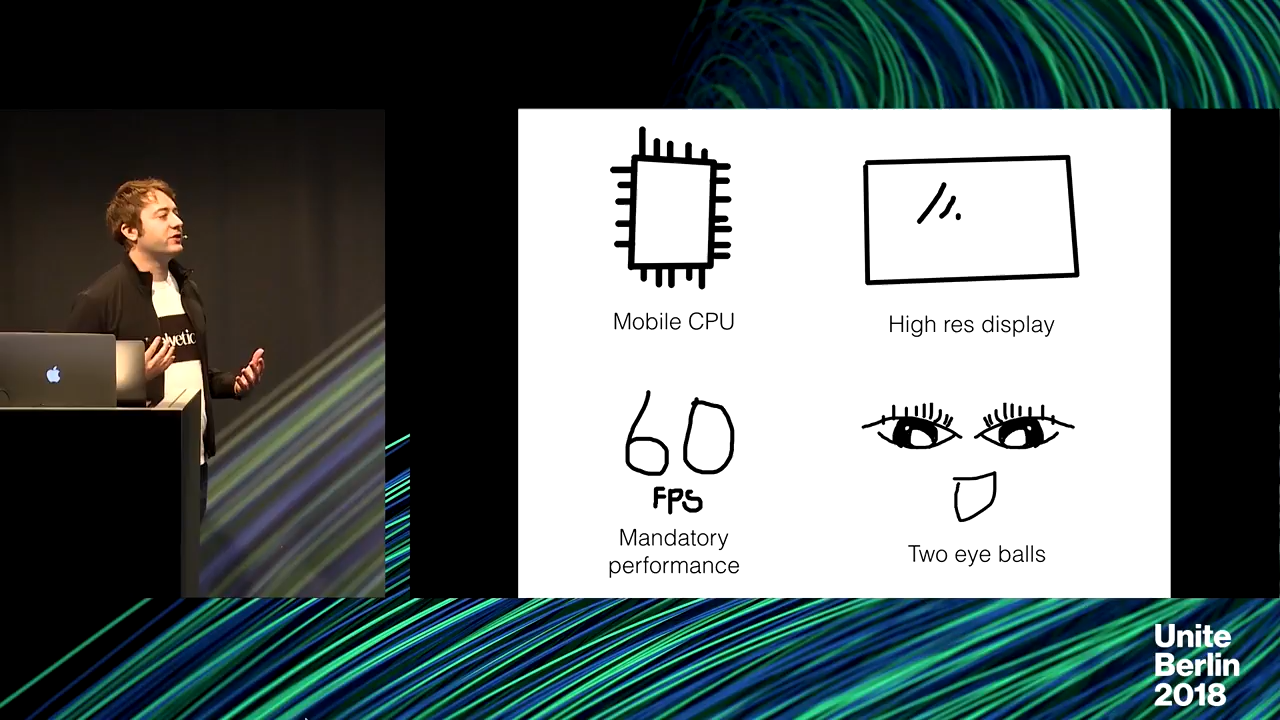 Mobile CPU
High res display
60
FPS
Mandatory
performance
Two eye balls
Unite
Berlin
2018